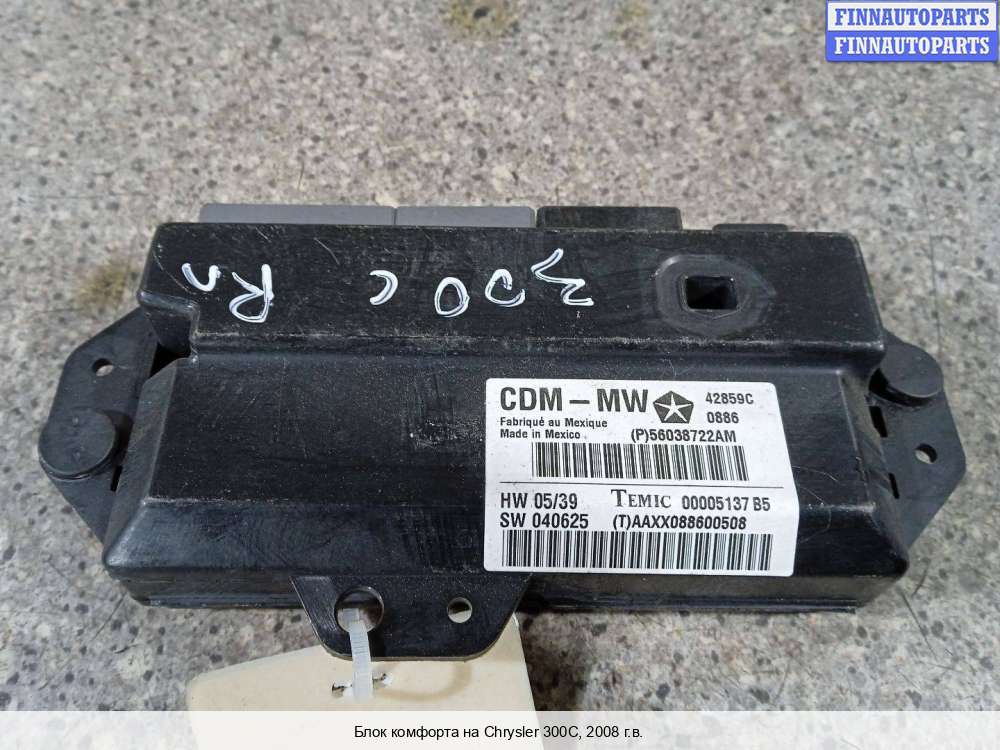 FINNAUTOPARTS
FINNAUTOPARTS
300c Rn
CDM – MW
42859C
0886
Fabriqué au Mexique
Made in Mexico
(P)56038722AM
HW 05/39 TEMIC 00005137 B5
SW 040625 (T)AAXX088600508
Блок комфорта на Chrysler 300C, 2008 г.в.